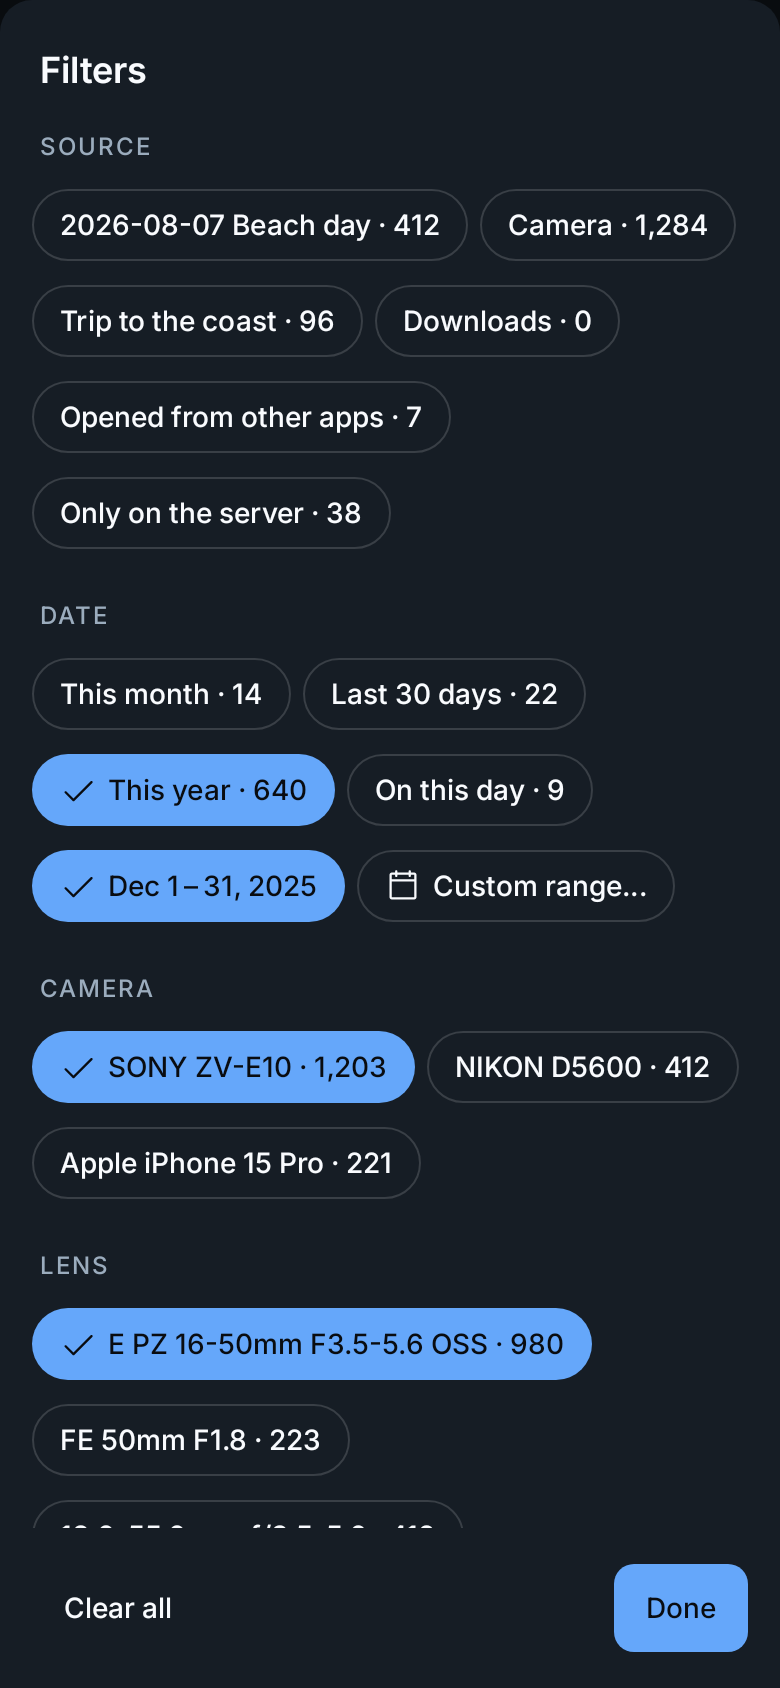 Filters
SOURCE
2026-08-07 Beach day · 412 Camera · 1,284
Trip to the coast · 96 Downloads · 0
Opened from other apps · 7
Only on the server · 38
DATE
This month · 14 Last 30 days · 22
This year · 640 On this day · 9
Dec 1 – 31, 2025 Custom range...
CAMERA
SONY ZV-E10 · 1,203 NIKON D5600 · 412
Apple iPhone 15 Pro · 221
LENS
E PZ 16-50mm F3.5-5.6 OSS · 980
FE 50mm F1.8 · 223
Clear all Done